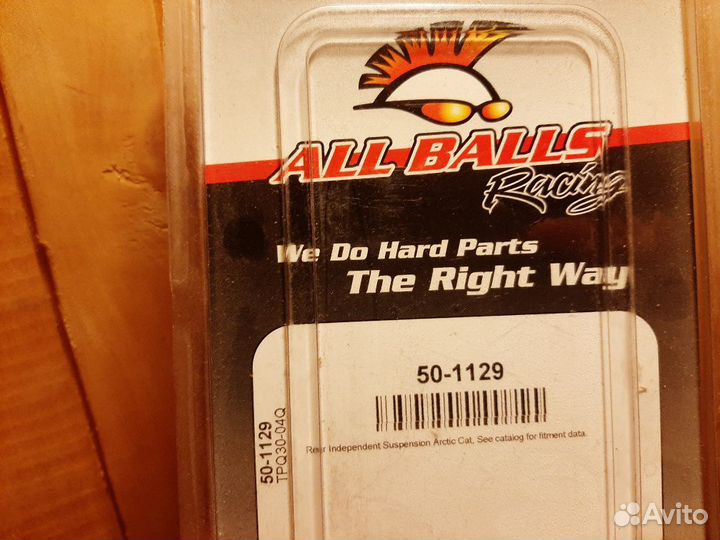 ALL BALLS
Racing
We Do Hard Parts
The Right Way
50-1129
Rear Independent Suspension Arctic Cat, See catalog for fitment data.
50-1129
TPQ30-04Q
Avito